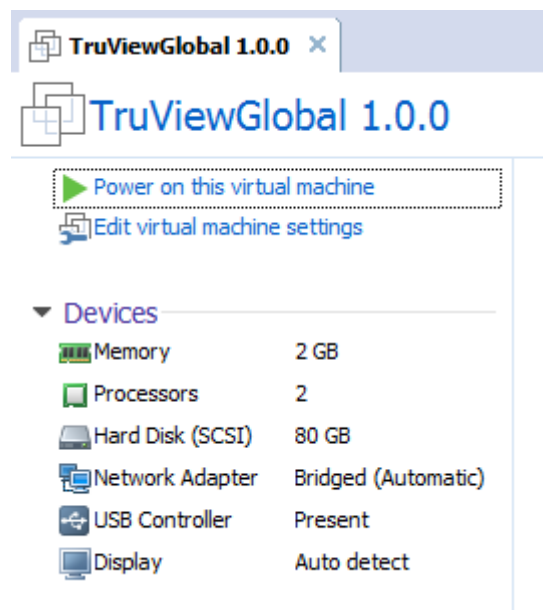 TruViewGlobal 1.0.0
TruViewGlobal 1.0.0
Power on this virtual machine
Edit virtual machine settings
Devices
Memory 2 GB
Processors 2
Hard Disk (SCSI) 80 GB
Network Adapter Bridged (Automatic)
USB Controller Present
Display Auto detect